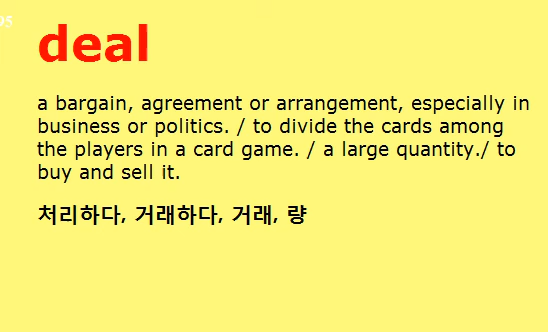 95
deal
a bargain, agreement or arrangement, especially in
business or politics. / to divide the cards among
the players in a card game. / a large quantity./ to
buy and sell it.
처리하다, 거래하다, 거래, 량